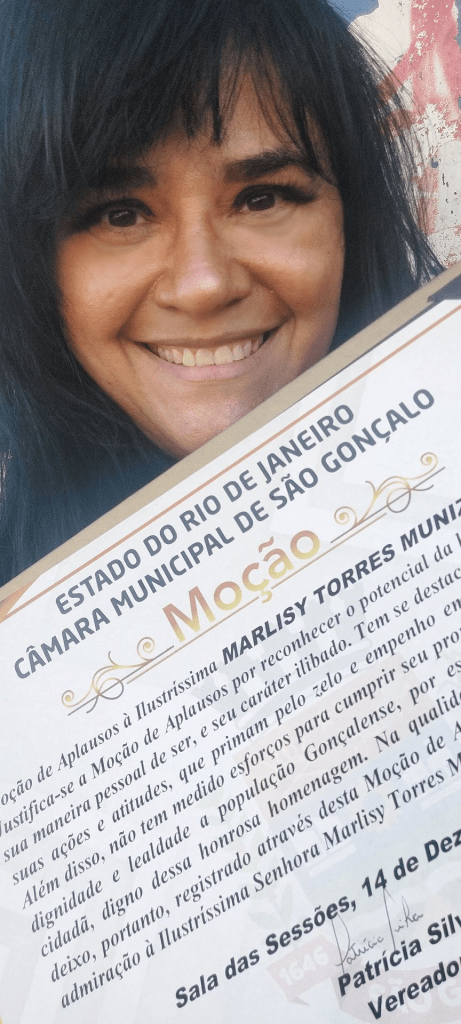 ESTADO DO RIO DE JANEIRO
CÂMARA MUNICIPAL DE SÃO GONÇALO
Moção
oção de Aplausos à Ilustríssima MARLISY TORRES MUNIZ
Justifica-se a Moção de Aplausos por reconhecer o potencial da
sua maneira pessoal de ser, e seu caráter ilibado. Tem se destac
suas ações e atitudes, que primam pelo zelo e empenho en
Além disso, não tem medido esforços para cumprir seu pro
dignidade e lealdade a população Gonçalense, por es
cidadã, digno dessa honrosa homenagem. Na qualid
deixo, portanto, registrado através desta Moção de A
admiração à Ilustríssima Senhora Marlisy Torres M
Sala das Sessões, 14 de Dez
Patrícia Silv
Vereado
1646